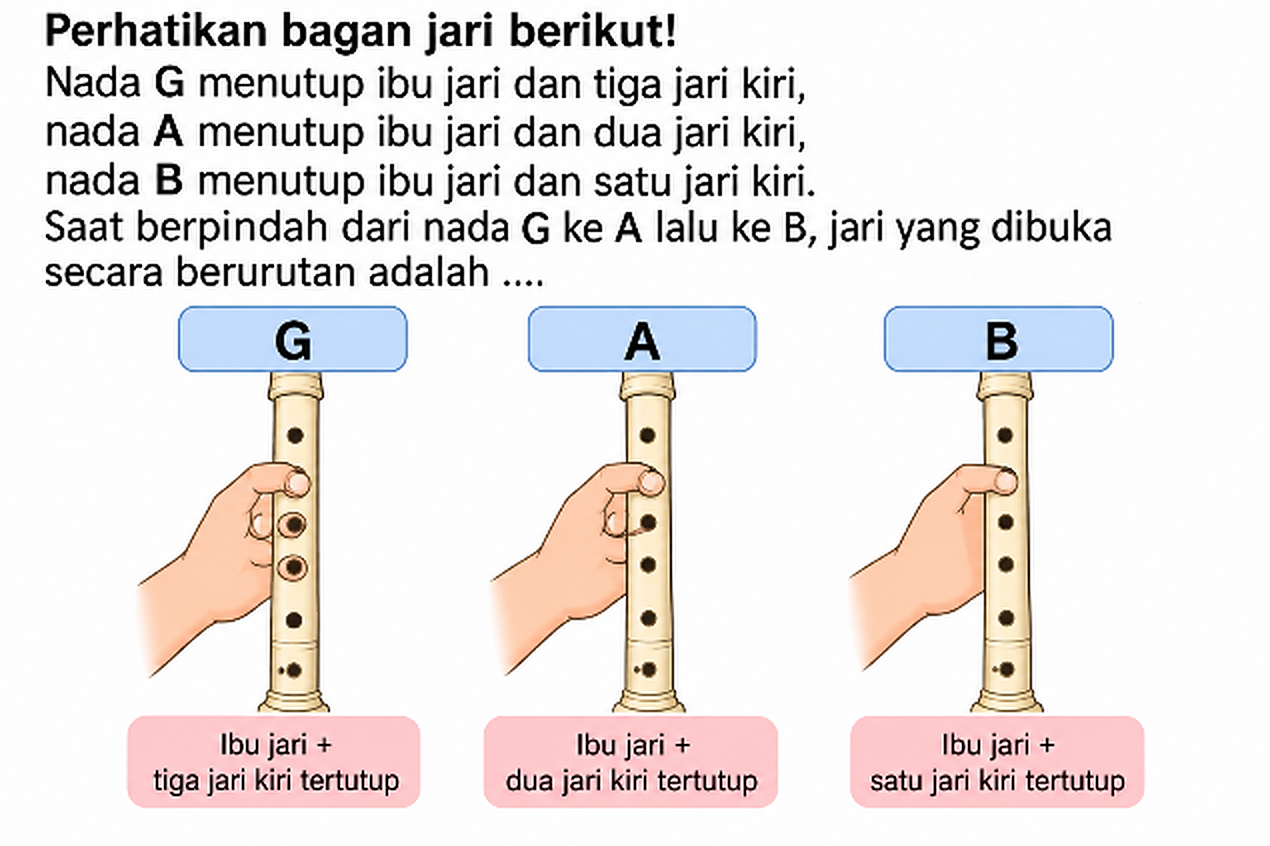 Perhatikan bagan jari berikut!
Nada G menutup ibu jari dan tiga jari kiri,
nada A menutup ibu jari dan dua jari kiri,
nada B menutup ibu jari dan satu jari kiri.
Saat berpindah dari nada G ke A lalu ke B, jari yang dibuka
secara berurutan adalah ....
G
A
B
Ibu jari +
tiga jari kiri tertutup
Ibu jari +
dua jari kiri tertutup
Ibu jari +
satu jari kiri tertutup